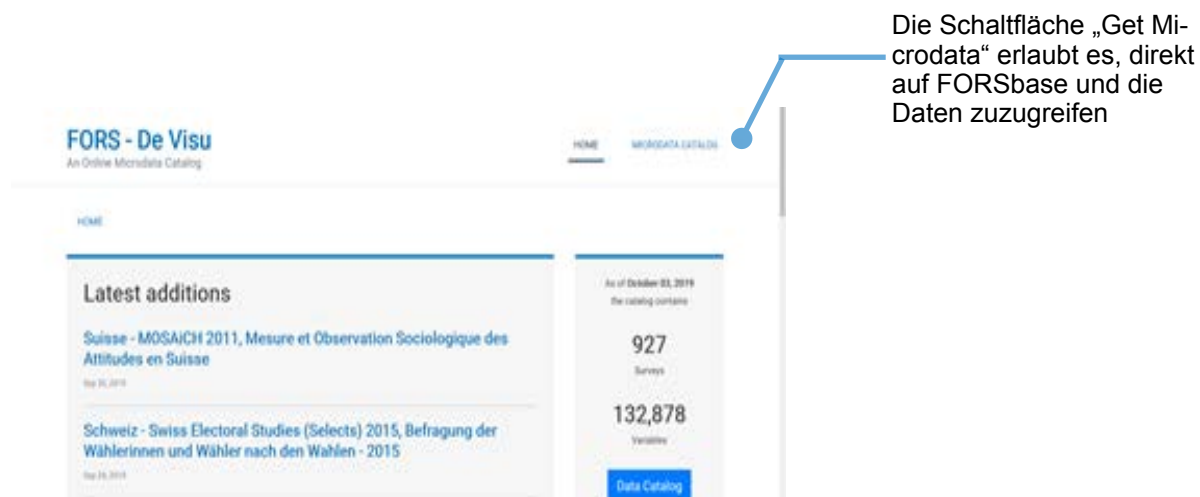 Die Schaltfläche „Get Mi-
crodata“ erlaubt es, direkt
auf FORSbase und die
Daten zuzugreifen
FORS - De Visu
An Online Microdata Catalog
HOME MICRODATA CATALOG
HOME
Latest additions
Suisse - MOSAiCH 2011, Mesure et Observation Sociologique des
Attitudes en Suisse
Schweiz - Swiss Electoral Studies (Selects) 2015, Befragung der
Wählerinnen und Wähler nach den Wahlen - 2015
As of October 03, 2019
the catalog contains
927
Surveys
132,878
Variables
Data Catalog